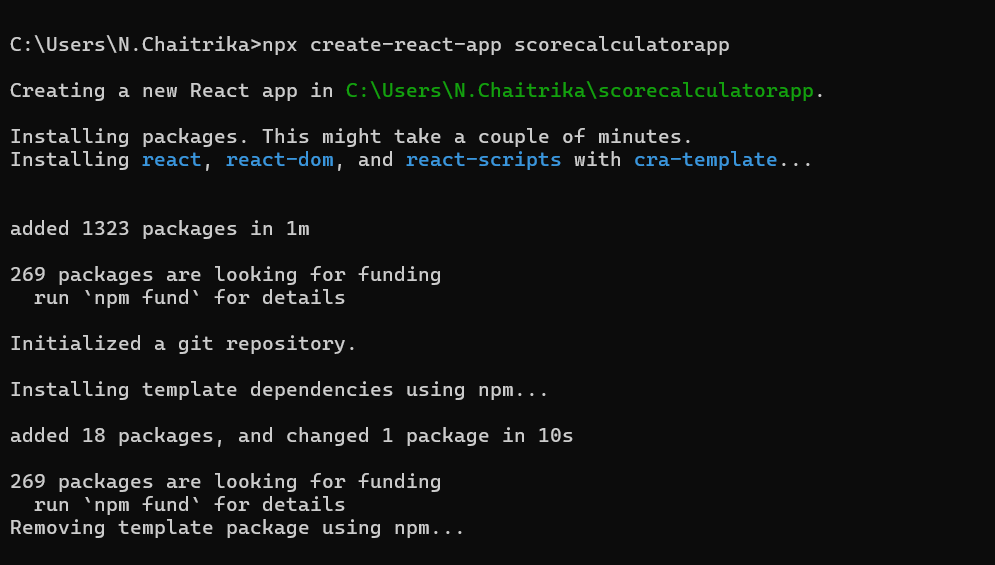 C:\Users\N.Chaitrika>npx create-react-app scorecalculatorapp
Creating a new React app in C:\Users\N.Chaitrika\scorecalculatorapp.
Installing packages. This might take a couple of minutes.
Installing react, react-dom, and react-scripts with cra-template...
added 1323 packages in 1m
269 packages are looking for funding
  run `npm fund` for details
Initialized a git repository.
Installing template dependencies using npm...
added 18 packages, and changed 1 package in 10s
269 packages are looking for funding
  run `npm fund` for details
Removing template package using npm...